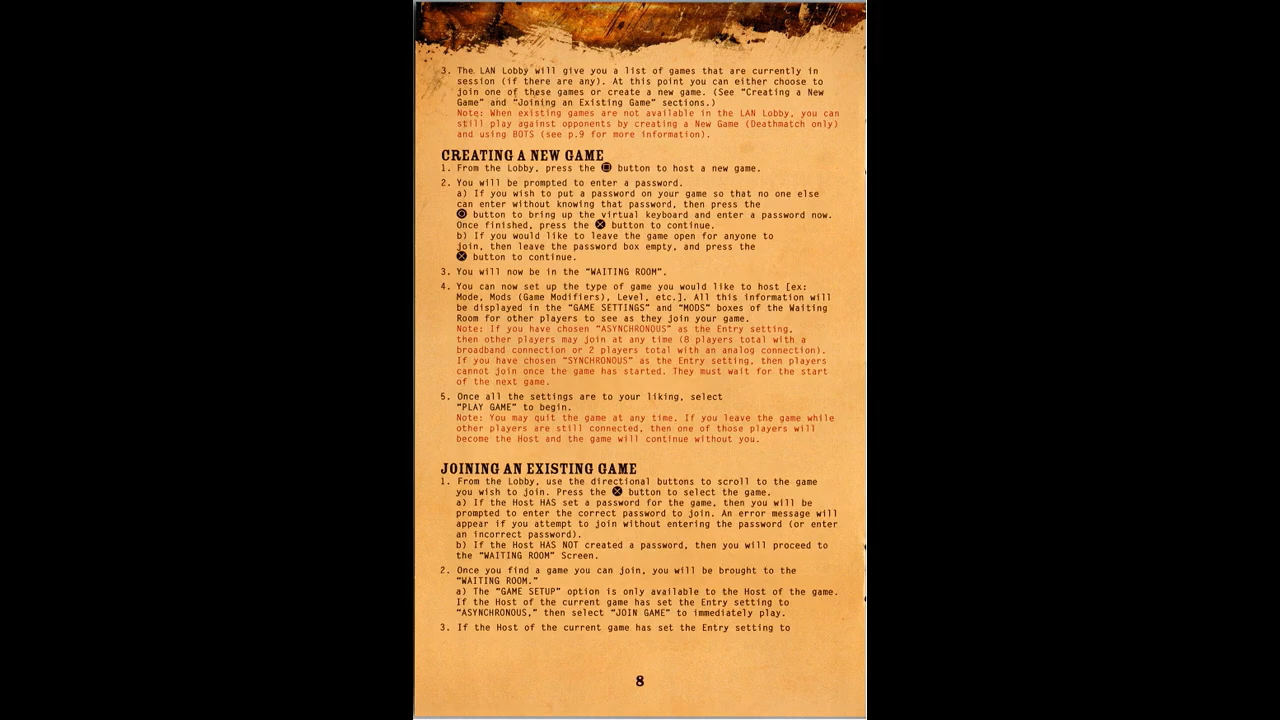 3. The LAN Lobby will give you a list of games that are currently in
session (if there are any). At this point you can either choose to
join one of these games or create a new game. (See "Creating a New
Game" and "Joining an Existing Game" sections.)
Note: When existing games are not available in the LAN Lobby, you can
still play against opponents by creating a New Game (Deathmatch only)
and using BOTS (see p.9 for more information).
CREATING A NEW GAME
1. From the Lobby, press the button to host a new game.
2. You will be prompted to enter a password.
a) If you wish to put a password on your game so that no one else
can enter without knowing that password, then press the
button to bring up the virtual keyboard and enter a password now.
Once finished, press the button to continue.
b) If you would like to leave the game open for anyone to
join, then leave the password box empty, and press the
button to continue.
3. You will now be in the "WAITING ROOM".
4. You can now set up the type of game you would like to host [ex:
Mode, Mods (Game Modifiers), Level, etc.]. All this information will
be displayed in the "GAME SETTINGS" and "MODS" boxes of the Waiting
Room for other players to see as they join your game.
Note: If you have chosen "ASYNCHRONOUS" as the Entry setting,
then other players may join at any time (8 players total with a
broadband connection or 2 players total with an analog connection).
If you have chosen "SYNCHRONOUS" as the Entry setting, then players
cannot join once the game has started. They must wait for the start
of the next game.
5. Once all the settings are to your liking, select
"PLAY GAME" to begin.
Note: You may quit the game at any time. If you leave the game while
other players are still connected, then one of those players will
become the Host and the game will continue without you.
JOINING AN EXISTING GAME
1. From the Lobby, use the directional buttons to scroll to the game
you wish to join. Press the button to select the game.
a) If the Host HAS set a password for the game, then you will be
prompted to enter the correct password to join. An error message will
appear if you attempt to join without entering the password (or enter
an incorrect password).
b) If the Host HAS NOT created a password, then you will proceed to
the "WAITING ROOM" Screen.
2. Once you find a game you can join, you will be brought to the
"WAITING ROOM."
a) The "GAME SETUP" option is only available to the Host of the game.
If the Host of the current game has set the Entry setting to
"ASYNCHRONOUS," then select "JOIN GAME" to immediately play.
3. If the Host of the current game has set the Entry setting to
8